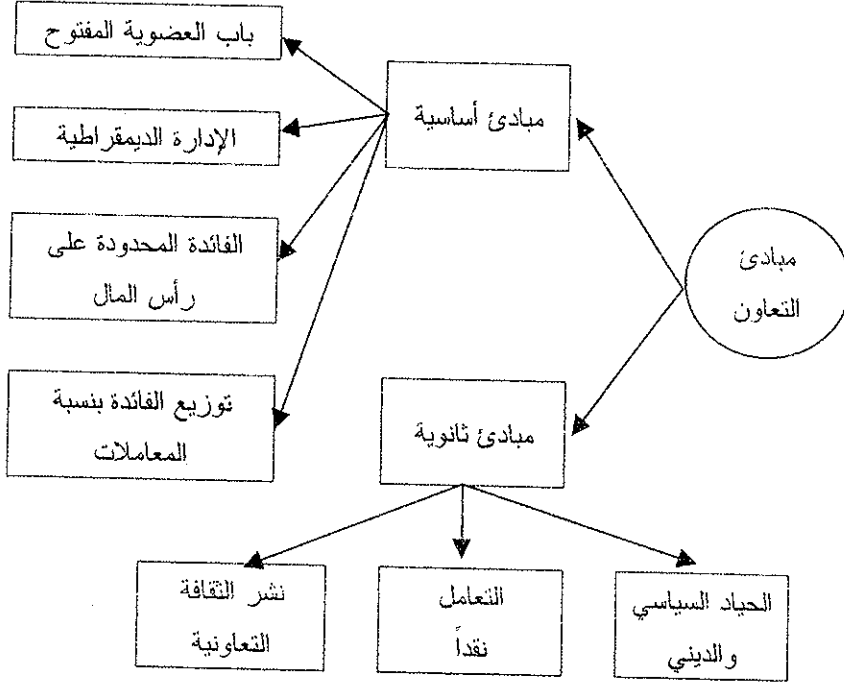 مبادئ
التعاون
مبادئ أساسية
باب العضوية المفتوح
الإدارة الديمقراطية
الفائدة المحدودة على
رأس المال
توزيع الفائدة بنسبة
المعاملات
مبادئ ثانوية
الحياد السياسي
والديني
التعامل
نقداً
نشر الثقافة
التعاونية